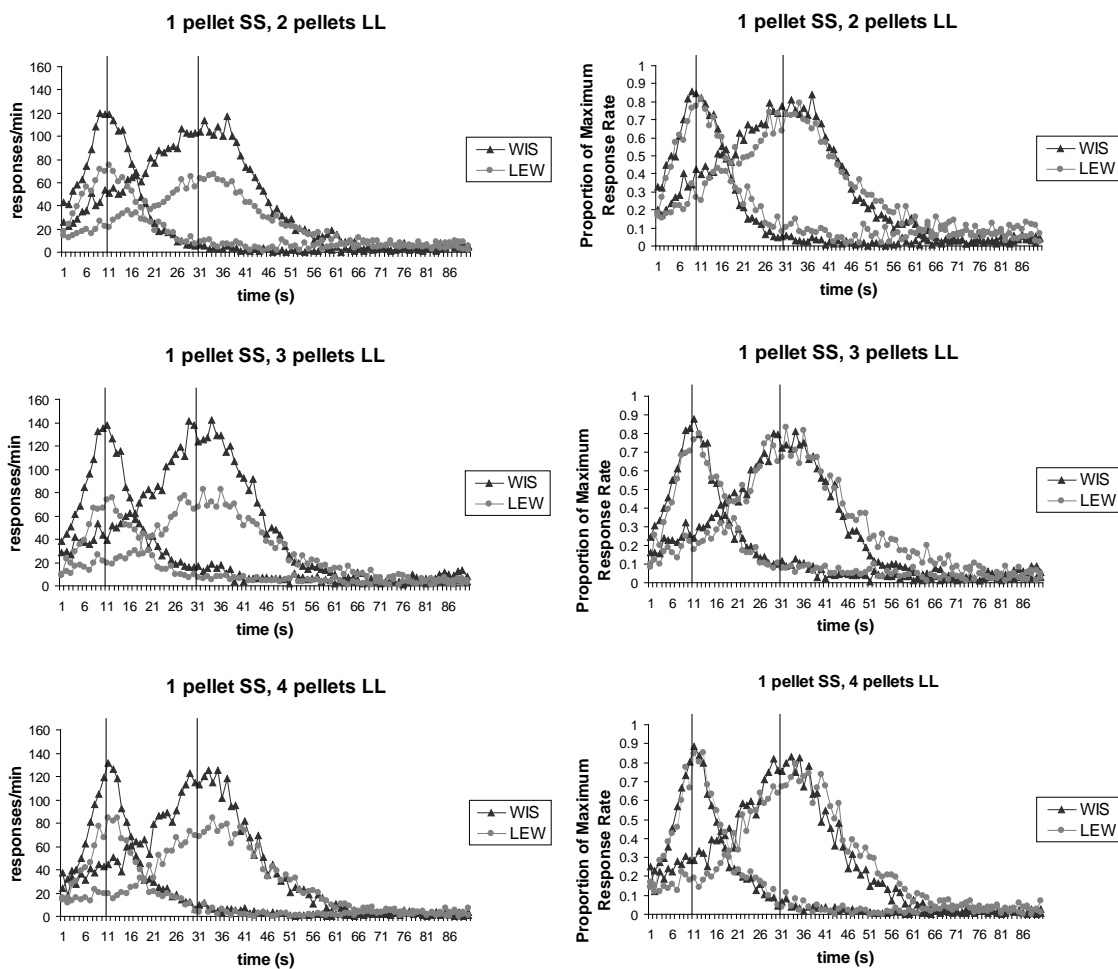 1 pellet SS, 2 pellets LL
responses/min
160
140
120
100
80
60
40
20
0
1 6 11 16 21 26 31 36 41 46 51 56 61 66 71 76 81 86
time (s)
WIS
LEW
1 pellet SS, 2 pellets LL
Proportion of Maximum
Response Rate
1
0.9
0.8
0.7
0.6
0.5
0.4
0.3
0.2
0.1
0
1 6 11 16 21 26 31 36 41 46 51 56 61 66 71 76 81 86
time (s)
WIS
LEW
1 pellet SS, 3 pellets LL
responses/min
160
140
120
100
80
60
40
20
0
1 6 11 16 21 26 31 36 41 46 51 56 61 66 71 76 81 86
time (s)
WIS
LEW
1 pellet SS, 3 pellets LL
Proportion of Maximum
Response Rate
1
0.9
0.8
0.7
0.6
0.5
0.4
0.3
0.2
0.1
0
1 6 11 16 21 26 31 36 41 46 51 56 61 66 71 76 81 86
time (s)
WIS
LEW
1 pellet SS, 4 pellets LL
responses/min
160
140
120
100
80
60
40
20
0
1 6 11 16 21 26 31 36 41 46 51 56 61 66 71 76 81 86
time (s)
WIS
LEW
1 pellet SS, 4 pellets LL
Proportion of Maximum
Response Rate
1
0.9
0.8
0.7
0.6
0.5
0.4
0.3
0.2
0.1
0
1 6 11 16 21 26 31 36 41 46 51 56 61 66 71 76 81 86
time (s)
WIS
LEW